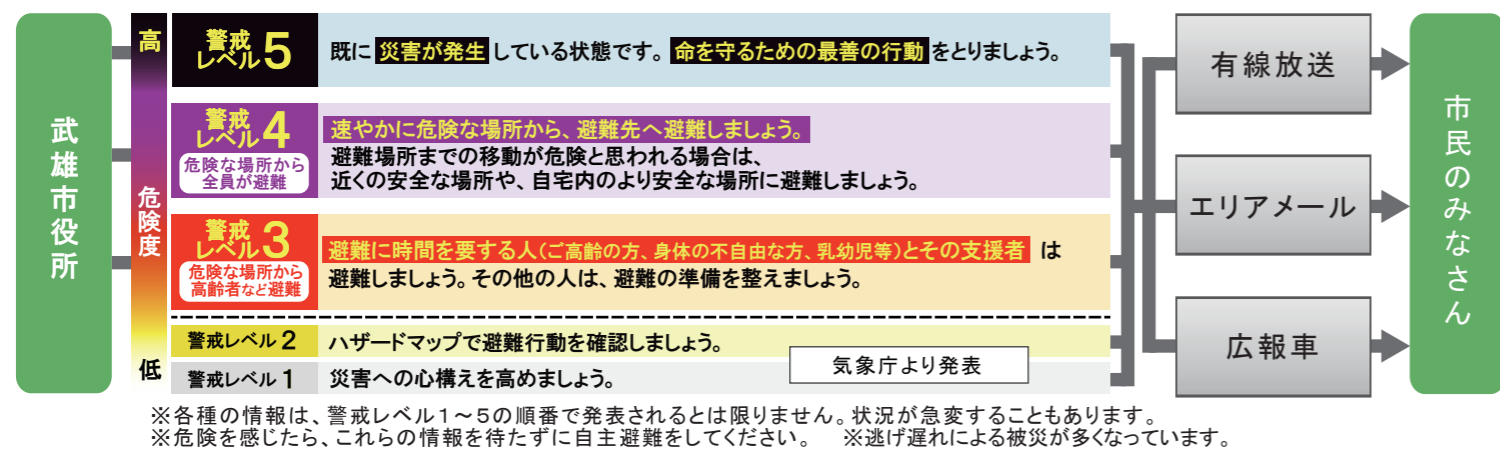 武雄市役所
高
危険度
低
警戒
レベル5
既に災害が発生している状態です。命を守るための最善の行動をとりましょう。
警戒
レベル4
危険な場所から
全員が避難
速やかに危険な場所から、避難先へ避難しましょう。
避難場所までの移動が危険と思われる場合は、
近くの安全な場所や、自宅内のより安全な場所に避難しましょう。
警戒
レベル3
危険な場所から
高齢者など避難
避難に時間を要する人（ご高齢の方、身体の不自由な方、乳幼児等）とその支援者 は
避難しましょう。その他の人は、避難の準備を整えましょう。
警戒レベル2
ハザードマップで避難行動を確認しましょう。
警戒レベル1
災害への心構えを高めましょう。
気象庁より発表
有線放送
エリアメール
広報車
市民のみなさん
※各種の情報は、警戒レベル1～5の順番で発表されるとは限りません。状況が急変することもあります。
※危険を感じたら、これらの情報を待たずに自主避難をしてください。 ※逃げ遅れによる被災が多くなっています。